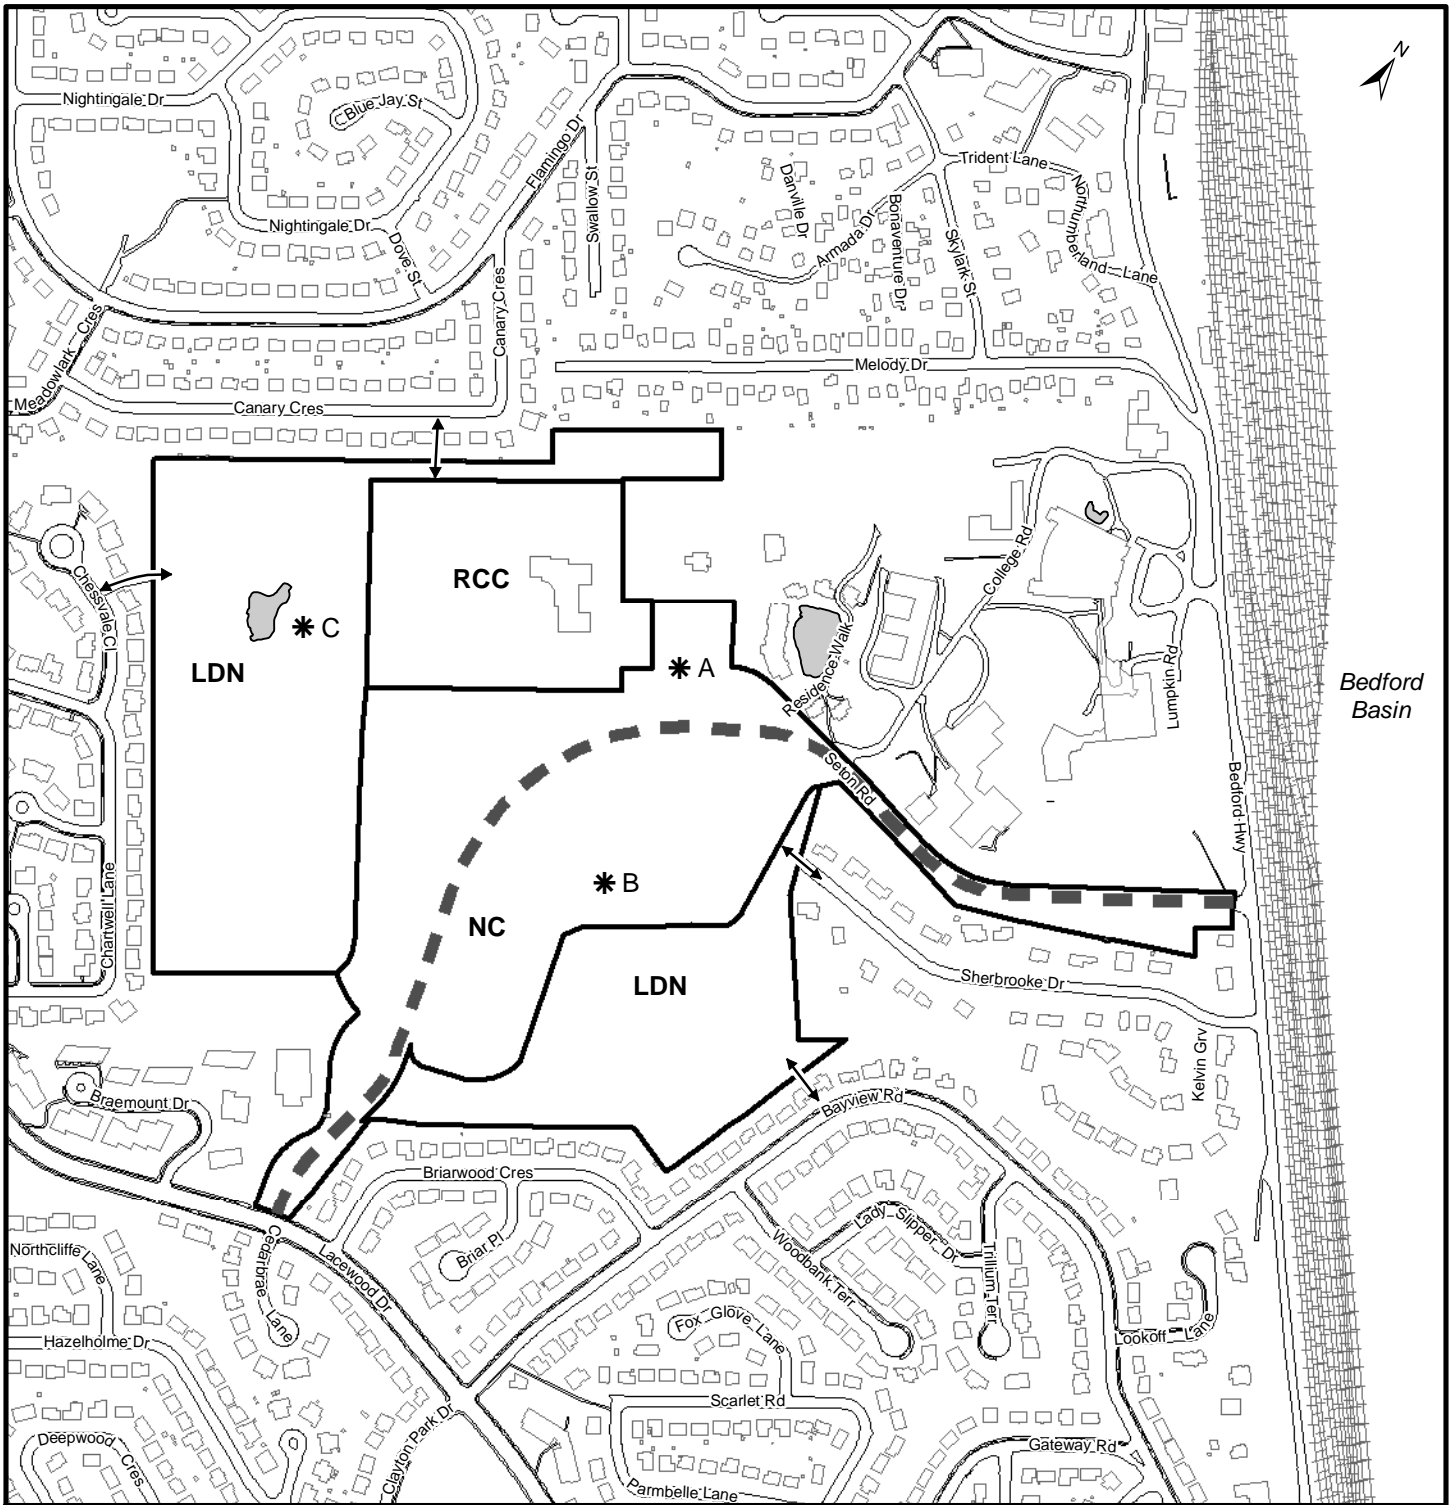 N
Nightingale Dr
Blue Jay St
Flamingo Dr
Swallow St
Danville Dr
Trident Lane
Northumberland Lane
Armada Dr
Bonaventure Dr
Skylark St
Nightingale Dr
Dove St
Canary Cres
Meadowlark Cres
Melody Dr
Canary Cres
RCC
College Rd
Chessvale Cl
C
LDN
A
Residence Walk
Lumpkin Rd
Bedford
Basin
Seton Rd
Bedford Hwy
B
Chartwell Lane
NC
LDN
Sherbrooke Dr
Kelvin Grv
Braemount Dr
Bayview Rd
Briarwood Cres
Lady Slipper Dr
Briar Pl
Woodbank Terr
Trillium Terr
Northcliffe Lane
Cedarbrae Lane
Lacewood Dr
Fox Glove Lane
Lookoff Lane
Hazelholme Dr
Scarlet Rd
Clayton Park Dr
Deepwood Cres
Gateway Rd
Parmbelle Lane